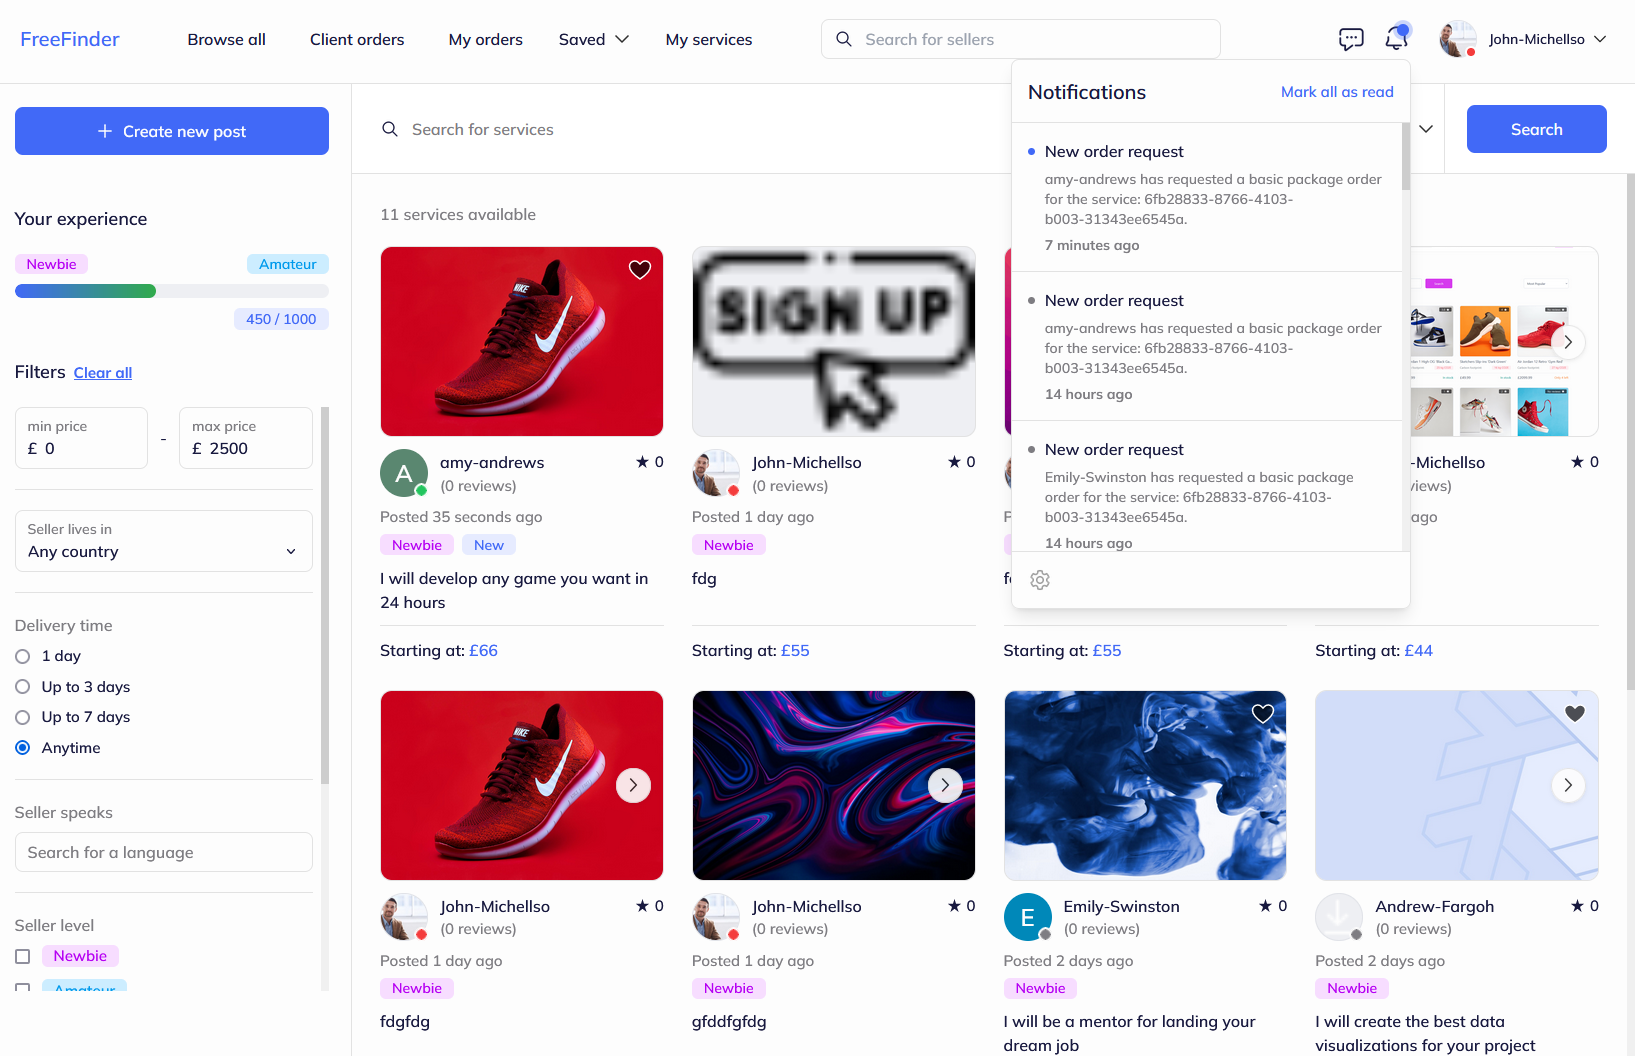 FreeFinder
Browse all
Client orders
My orders
Saved
My services
Search for sellers
John-Michellso
Create new post
Your experience
Newbie
Amateur
450 / 1000
Filters Clear all
min price
£ 0
-
max price
£ 2500
Seller lives in
Any country
Delivery time
1 day
Up to 3 days
Up to 7 days
Anytime
Seller speaks
Search for a language
Seller level
Newbie
Amateur
Search for services
Search
11 services available
Notifications
Mark all as read
New order request
amy-andrews has requested a basic package order
for the service: 6fb28833-8766-4103-
b003-31343ee6545a.
7 minutes ago
New order request
amy-andrews has requested a basic package order
for the service: 6fb28833-8766-4103-
b003-31343ee6545a.
14 hours ago
New order request
Emily-Swinston has requested a basic package
order for the service: 6fb28833-8766-4103-
b003-31343ee6545a.
14 hours ago
NIKE
A
amy-andrews
★ 0
(0 reviews)
Posted 35 seconds ago
Newbie
New
I will develop any game you want in
24 hours
Starting at: £66
SIGN UP
John-Michellso
★ 0
(0 reviews)
Posted 1 day ago
Newbie
fdg
Starting at: £55
Starting at: £55
-Michellso
★ 0
iews)
ago
Starting at: £44
NIKE
John-Michellso
★ 0
(0 reviews)
Posted 1 day ago
Newbie
fdgfdg
John-Michellso
★ 0
(0 reviews)
Posted 1 day ago
Newbie
gfddfgfdg
E
Emily-Swinston
★ 0
(0 reviews)
Posted 2 days ago
Newbie
I will be a mentor for landing your
dream job
Andrew-Fargoh
★ 0
(0 reviews)
Posted 2 days ago
Newbie
I will create the best data
visualizations for your project